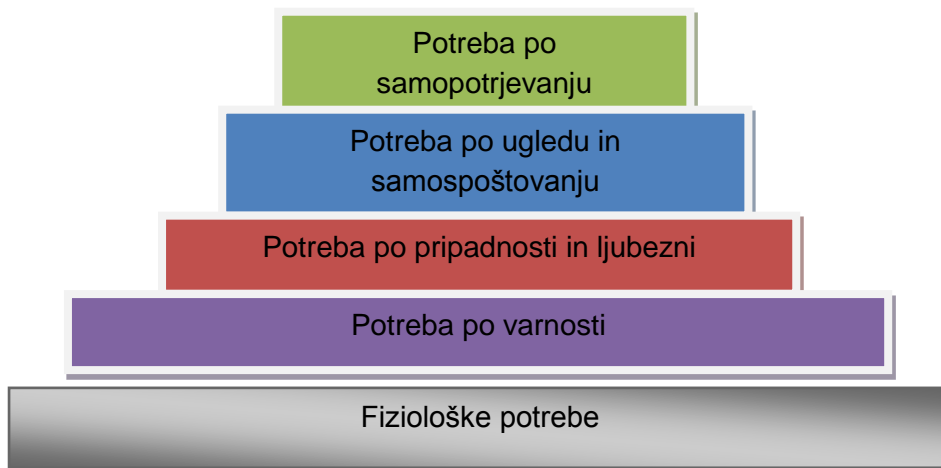 Potreba po
samopotrjevanju
Potreba po ugledu in
samospoštovanju
Potreba po pripadnosti in ljubezni
Potreba po varnosti
Fiziološke potrebe